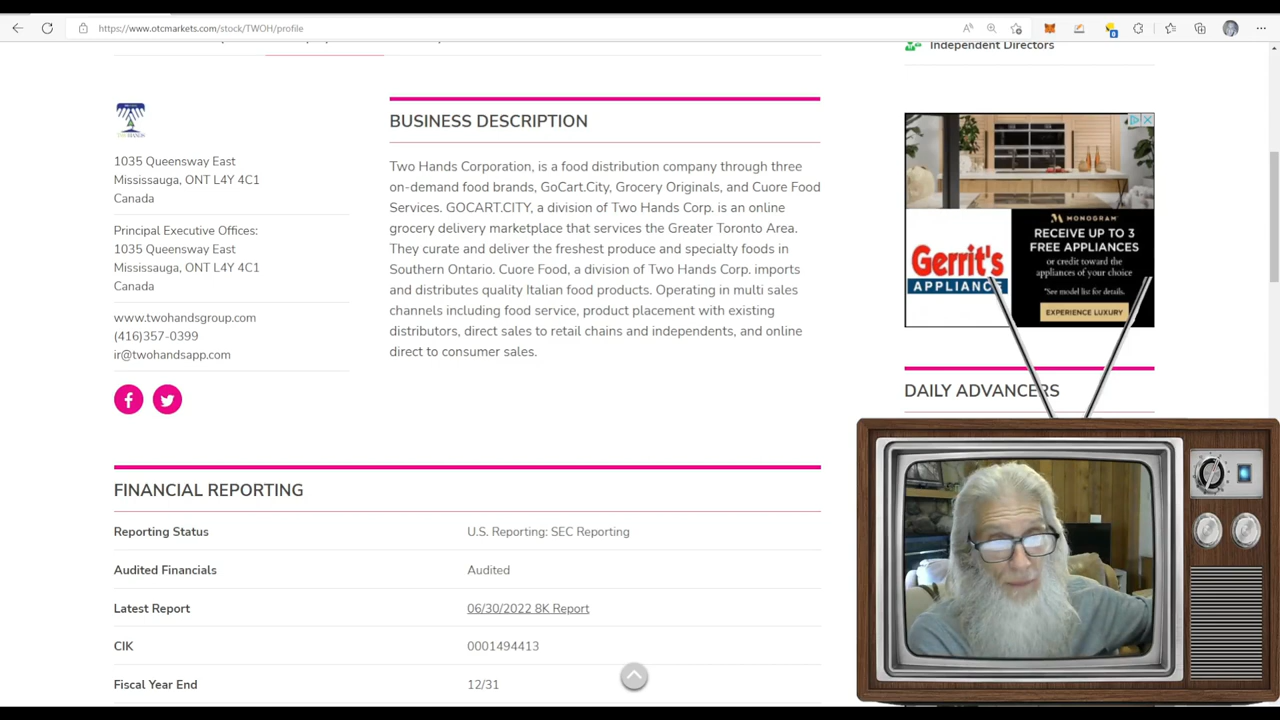 https://www.otcmarkets.com/stock/TWOH/profile
Independent Directors
1035 Queensway East
Mississauga, ONT L4Y 4C1
Canada
Principal Executive Offices:
1035 Queensway East
Mississauga, ONT L4Y 4C1
Canada
www.twohandsgroup.com
(416)357-0399
ir@twohandsapp.com
BUSINESS DESCRIPTION
Two Hands Corporation, is a food distribution company through three
on-demand food brands, GoCart.City, Grocery Originals, and Cuore Food
Services. GOCART.CITY, a division of Two Hands Corp. is an online
grocery delivery marketplace that services the Greater Toronto Area.
They curate and deliver the freshest produce and specialty foods in
Southern Ontario. Cuore Food, a division of Two Hands Corp. imports
and distributes quality Italian food products. Operating in multi sales
channels including food service, product placement with existing
distributors, direct sales to retail chains and independents, and online
direct to consumer sales.
Gerrit's
APPLIANCE
MONOGRAM
RECEIVE UP TO 3
FREE APPLIANCES
or credit toward the
appliances of your choice
*See model list for details.
EXPERIENCE LUXURY
DAILY ADVANCERS
FINANCIAL REPORTING
Reporting Status U.S. Reporting: SEC Reporting
Audited Financials Audited
Latest Report 06/30/2022 8K Report
CIK 0001494413
Fiscal Year End 12/31